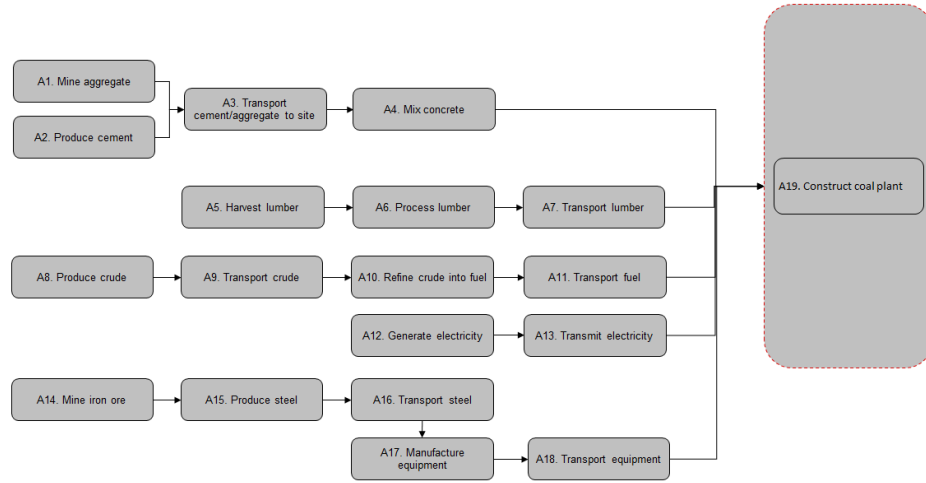 A1. Mine aggregate
A2. Produce cement
A3. Transport
cement/aggregate to site
A4. Mix concrete
A19. Construct coal plant
A5. Harvest lumber
A6. Process lumber
A7. Transport lumber
A8. Produce crude
A9. Transport crude
A10. Refine crude into fuel
A11. Transport fuel
A12. Generate electricity
A13. Transmit electricity
A14. Mine iron ore
A15. Produce steel
A16. Transport steel
A17. Manufacture
equipment
A18. Transport equipment